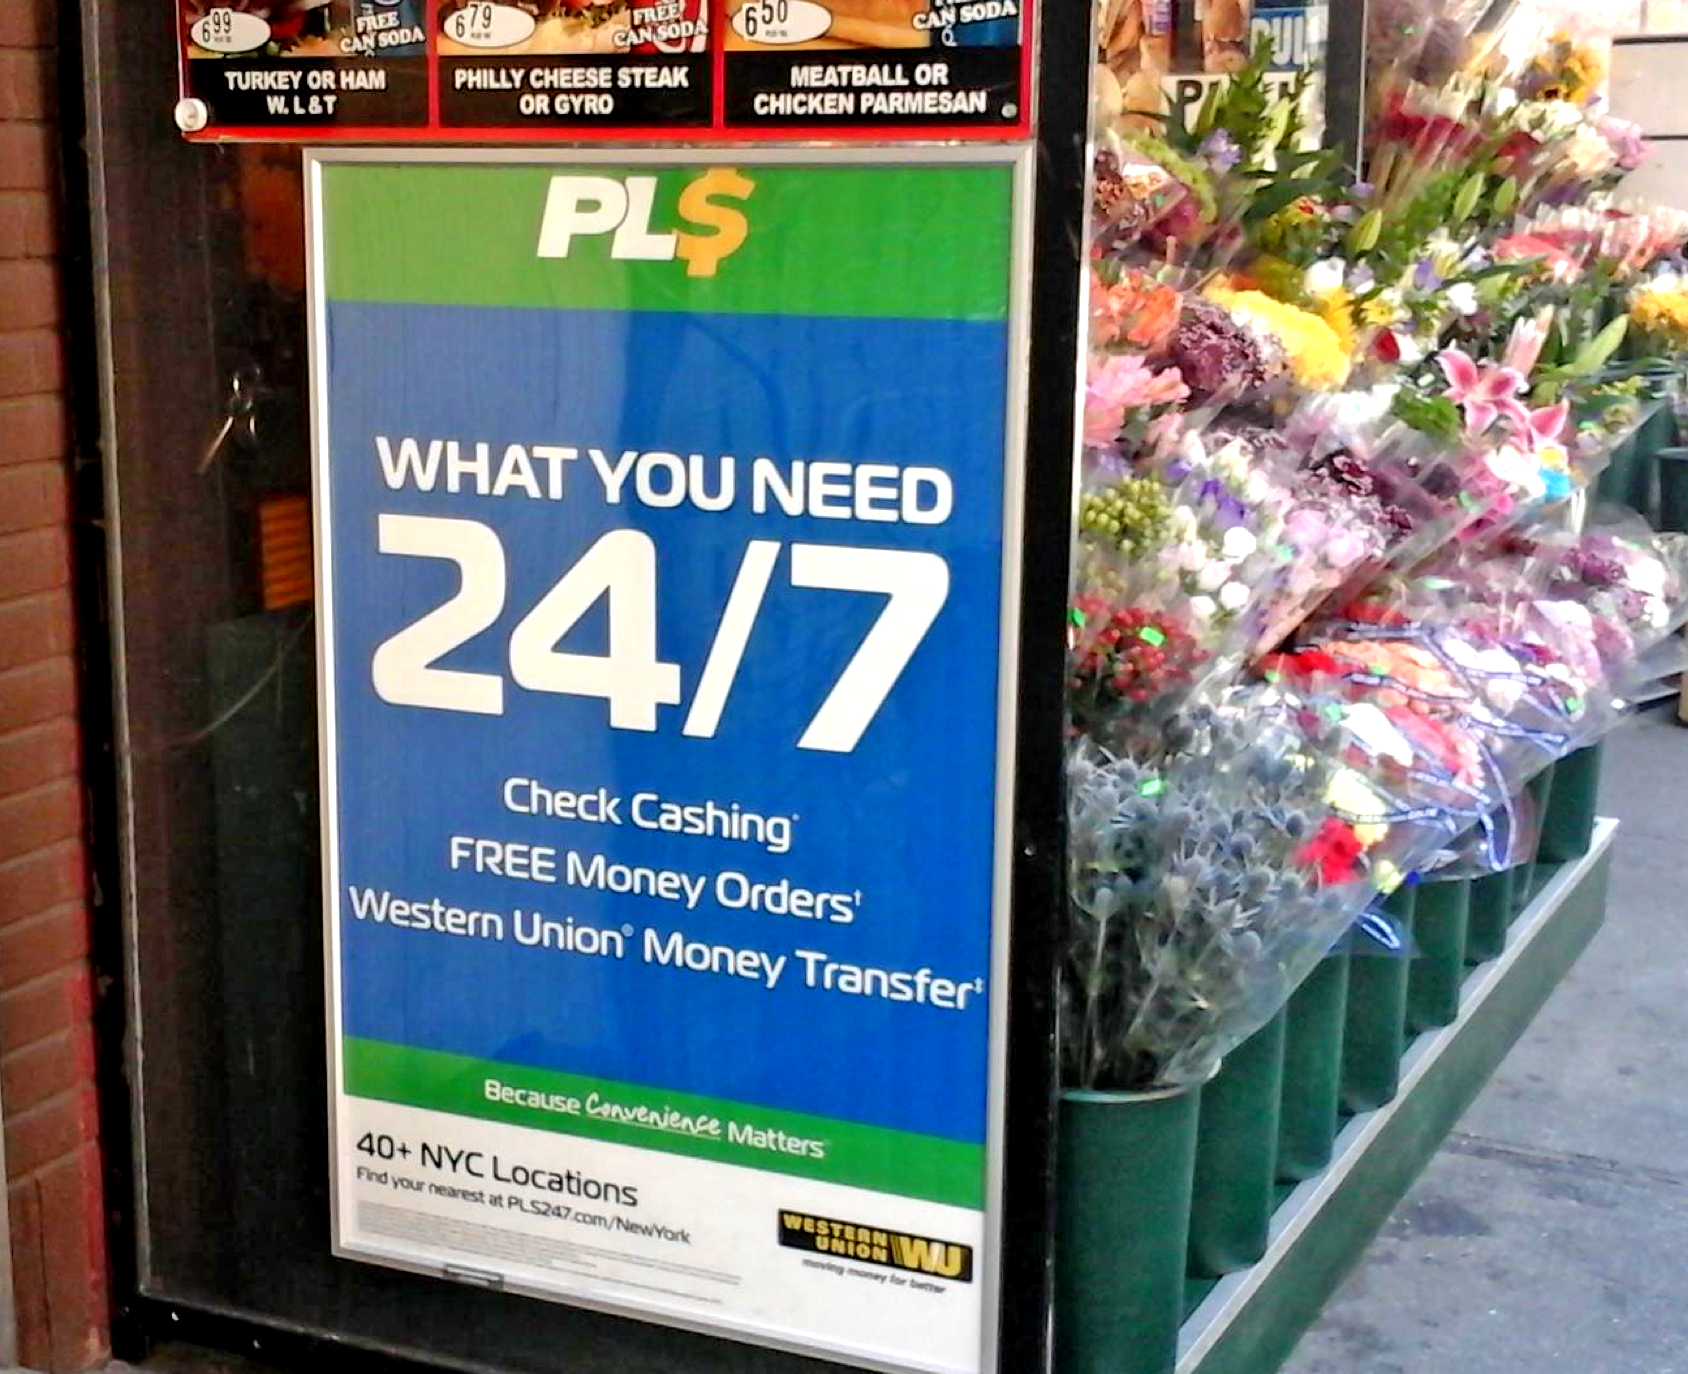 6 99
FREE
CAN SODA
TURKEY OR HAM
W. L & T
6 79
FREE
CAN SODA
PHILLY CHEESE STEAK
OR GYRO
6 50
CAN SODA
MEATBALL OR
CHICKEN PARMESAN
PL$
WHAT YOU NEED
24/7
Check Cashing*
FREE Money Orders†
Western Union® Money Transfer‡
Because Convenience Matters
40+ NYC Locations
Find your nearest at PLS247.com/NewYork
WESTERN
UNION WU
moving money for better